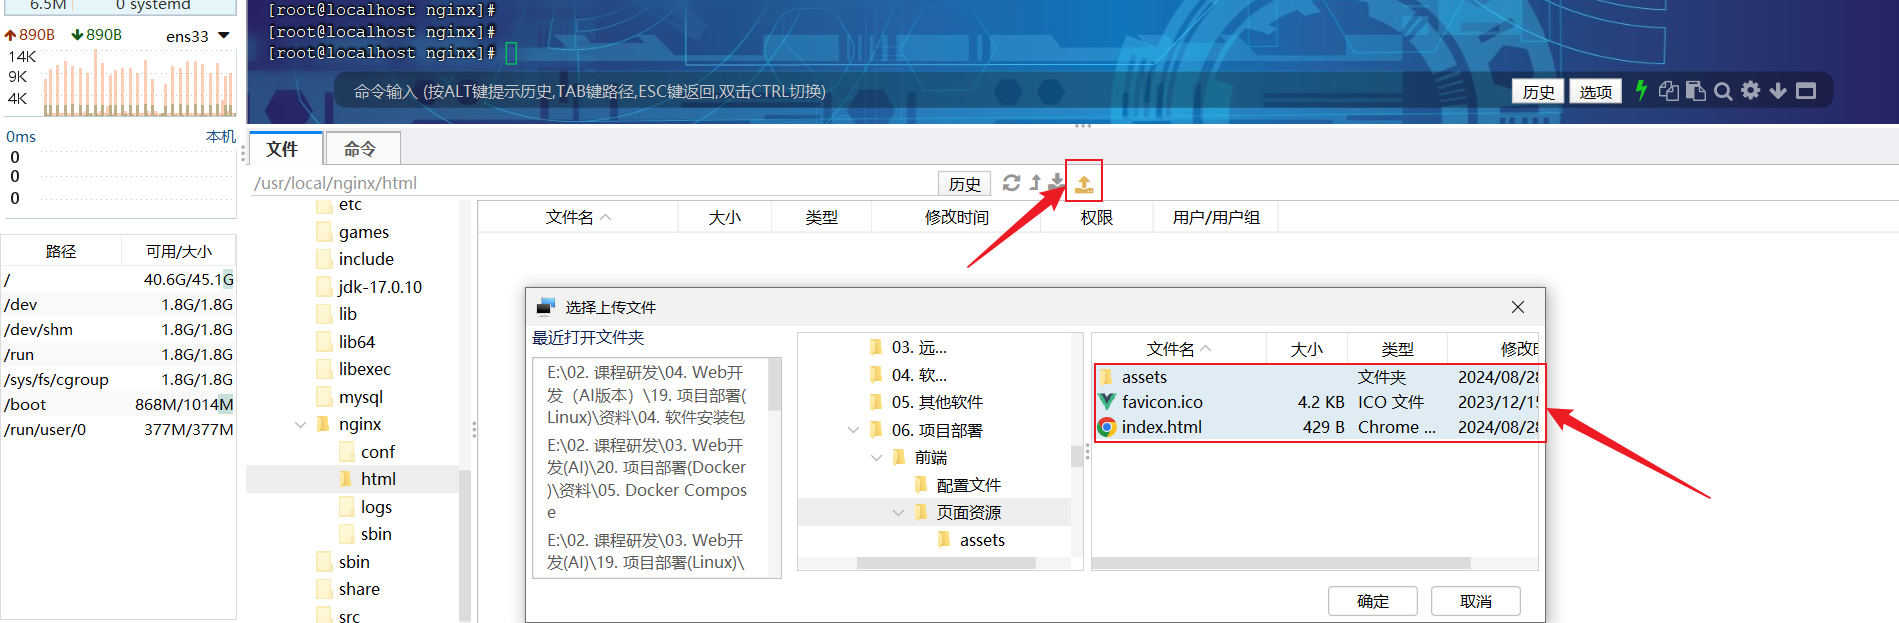 6.5M 0 systemd
890B 890B ens33
14K
9K
4K
0ms 本机
0
0
0
路径 可用/大小
/ 40.6G/45.1G
/dev 1.8G/1.8G
/dev/shm 1.8G/1.8G
/run 1.8G/1.8G
/sys/fs/cgroup 1.8G/1.8G
/boot 868M/1014M
/run/user/0 377M/377M
[root@localhost nginx]#
[root@localhost nginx]#
[root@localhost nginx]#
命令输入 (按ALT键提示历史,TAB键路径,ESC键返回,双击CTRL切换) 历史 选项
文件 命令
/usr/local/nginx/html 历史
etc
games
include
jdk-17.0.10
lib
lib64
libexec
mysql
nginx
conf
html
logs
sbin
sbin
share
src
文件名 大小 类型 修改时间 权限 用户/用户组
选择上传文件
最近打开文件夹
E:\02. 课程研发\04. Web开
发（AI版本）\19. 项目部署(
Linux)\资料\04. 软件安装包
E:\02. 课程研发\03. Web开
发(AI)\20. 项目部署(Docker
)\资料\05. Docker Compos
e
E:\02. 课程研发\03. Web开
发(AI)\19. 项目部署(Linux)\
03. 远...
04. 软...
05. 其他软件
06. 项目部署
前端
配置文件
页面资源
assets
文件名 大小 类型 修改时
assets 文件夹 2024/08/28
favicon.ico 4.2 KB ICO 文件 2023/12/15
index.html 429 B Chrome ... 2024/08/28
确定 取消